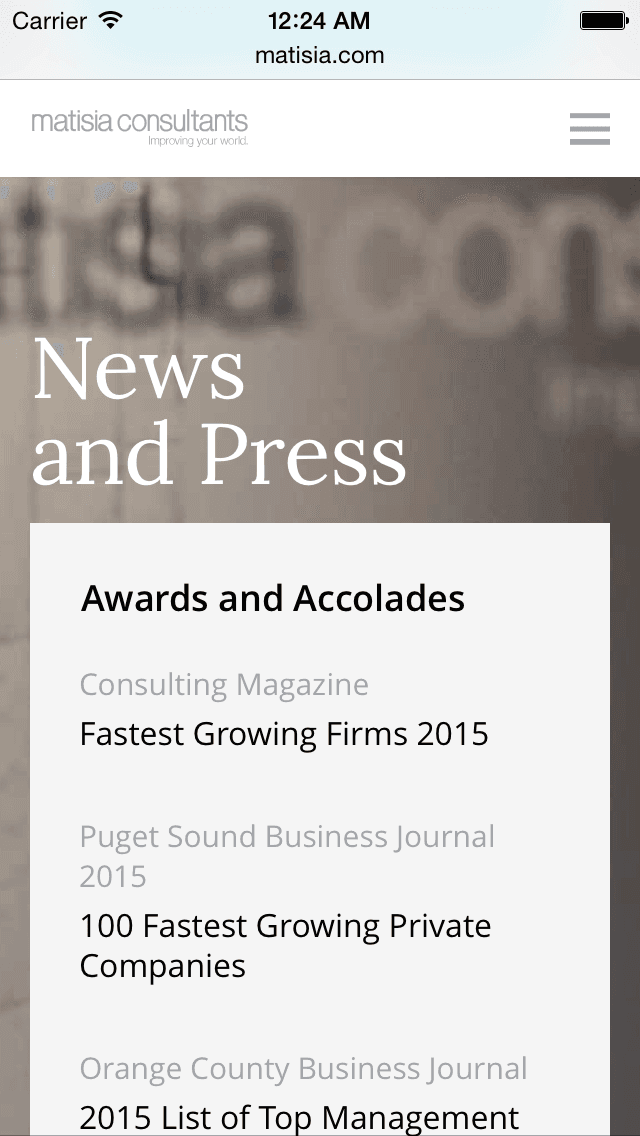 Carrier 12:24 AM
matisia.com
matisia consultants
Improving your world.
tisia cons
News
and Press
Awards and Accolades
Consulting Magazine
Fastest Growing Firms 2015
Puget Sound Business Journal
2015
100 Fastest Growing Private
Companies
Orange County Business Journal
2015 List of Top Management